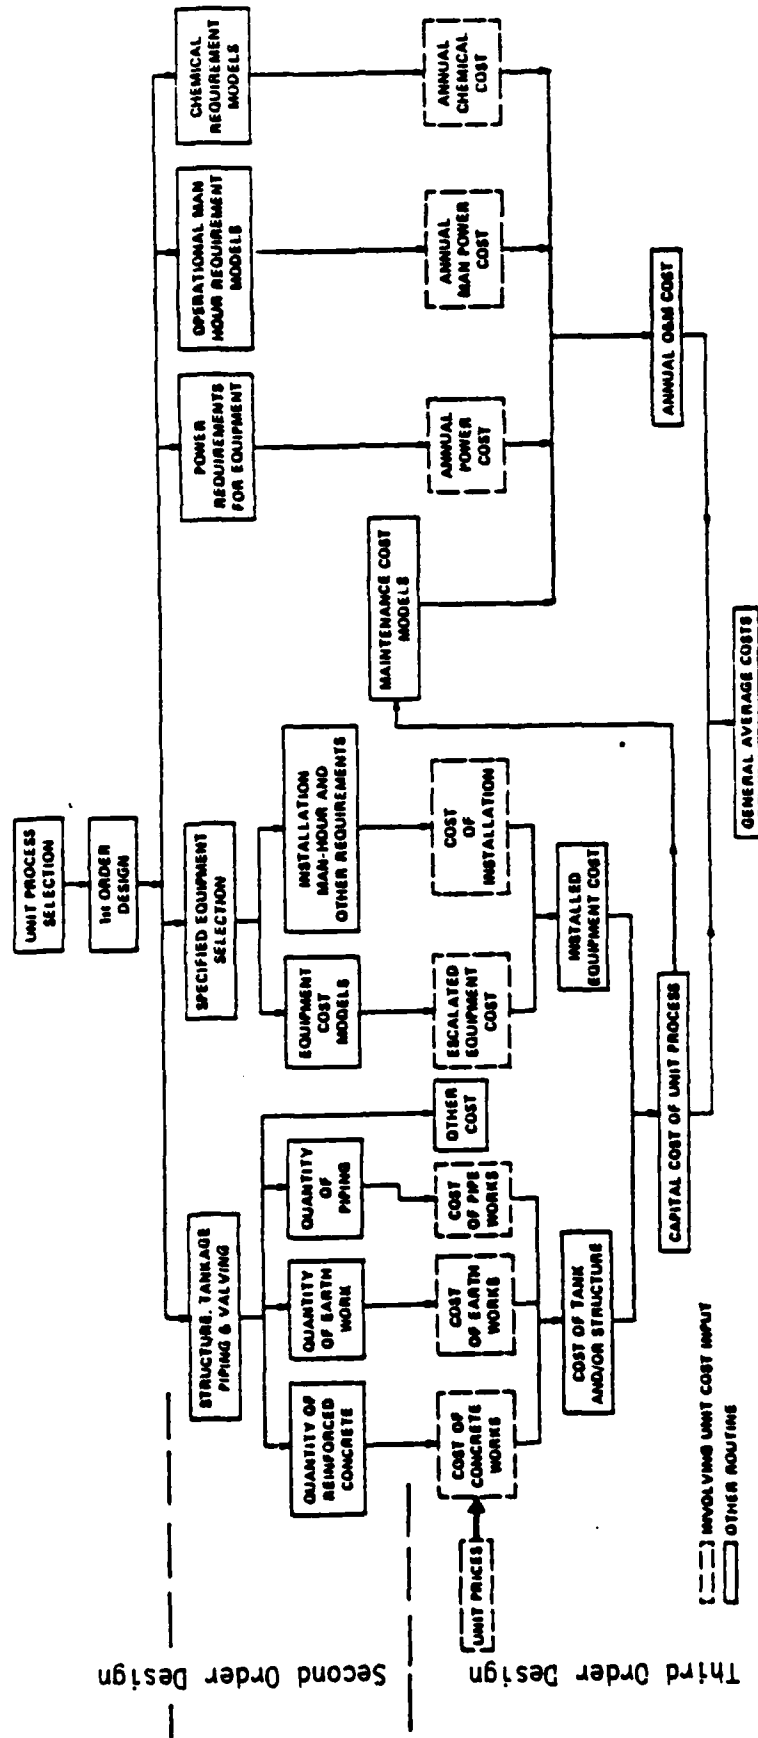 UNIT PROCESS
SELECTION
1st ORDER
DESIGN
STRUCTURE, TANKAGE
PIPING & VALVING
SPECIFIED EQUIPMENT
SELECTION
POWER
REQUIREMENTS
FOR EQUIPMENT
OPERATIONAL MAN
HOUR REQUIREMENT
MODELS
CHEMICAL
REQUIREMENT
MODELS
Second Order Design
QUANTITY OF
REINFORCED
CONCRETE
QUANTITY
OF EARTH
WORK
QUANTITY
OF
PIPING
EQUIPMENT
COST
MODELS
INSTALLATION
MAN-HOUR AND
OTHER REQUIREMENTS
MAINTENANCE COST
MODELS
UNIT PRICES
COST OF
CONCRETE
WORKS
COST
OF EARTH
WORKS
COST
OF PIPE
WORKS
OTHER
COST
ESCALATED
EQUIPMENT
COST
COST
OF
INSTALLATION
ANNUAL
POWER
COST
ANNUAL
MAN POWER
COST
ANNUAL
CHEMICAL
COST
Third Order Design
COST OF TANK
AND/OR STRUCTURE
INSTALLED
EQUIPMENT COST
CAPITAL COST OF UNIT PROCESS
ANNUAL O&M COST
INVOLVING UNIT COST INPUT
OTHER ROUTINE
GENERAL AVERAGE COSTS